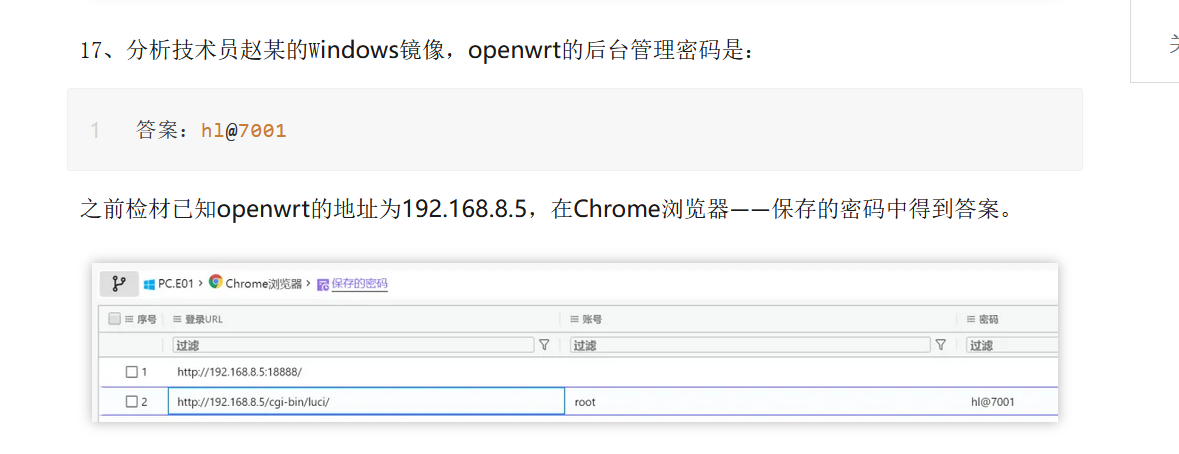 17、分析技术员赵某的Windows镜像，openwrt的后台管理密码是：
1 答案：hl@7001
之前检材已知openwrt的地址为192.168.8.5，在Chrome浏览器——保存的密码中得到答案。
PC.E01 > Chrome浏览器 > 保存的密码
序号 登录URL 账号 密码
过滤 过滤 过滤
1 http://192.168.8.5:18888/
2 http://192.168.8.5/cgi-bin/luci/ root hl@7001